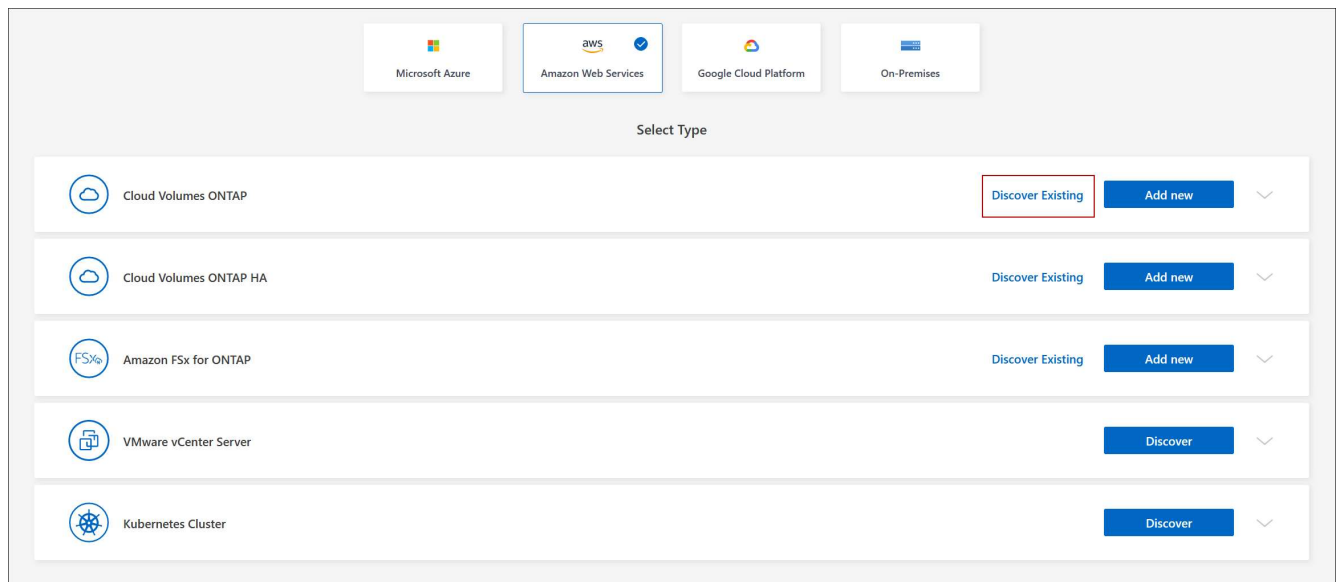 aws
Microsoft Azure
Amazon Web Services
Google Cloud Platform
On-Premises
Select Type
Cloud Volumes ONTAP
Discover Existing
Add new
Cloud Volumes ONTAP HA
Discover Existing
Add new
FSx
Amazon FSx for ONTAP
Discover Existing
Add new
VMware vCenter Server
Discover
Kubernetes Cluster
Discover